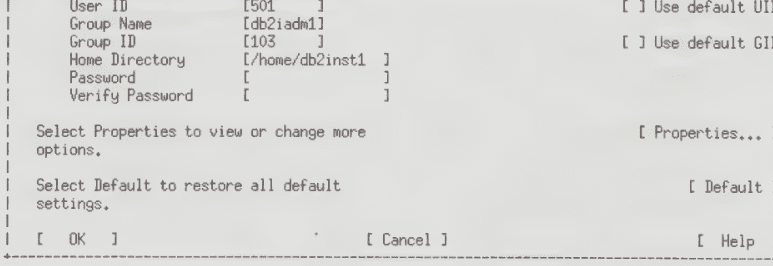 User ID [501 ] [ ] Use default UI
Group Name [db2iadm1]
Group ID [103 ] [ ] Use default GI
Home Directory [/home/db2inst1 ]
Password [ ]
Verify Password [ ]
Select Properties to view or change more [ Properties...
options.
Select Default to restore all default [ Default
settings.
[ OK ] [ Cancel ] [ Help